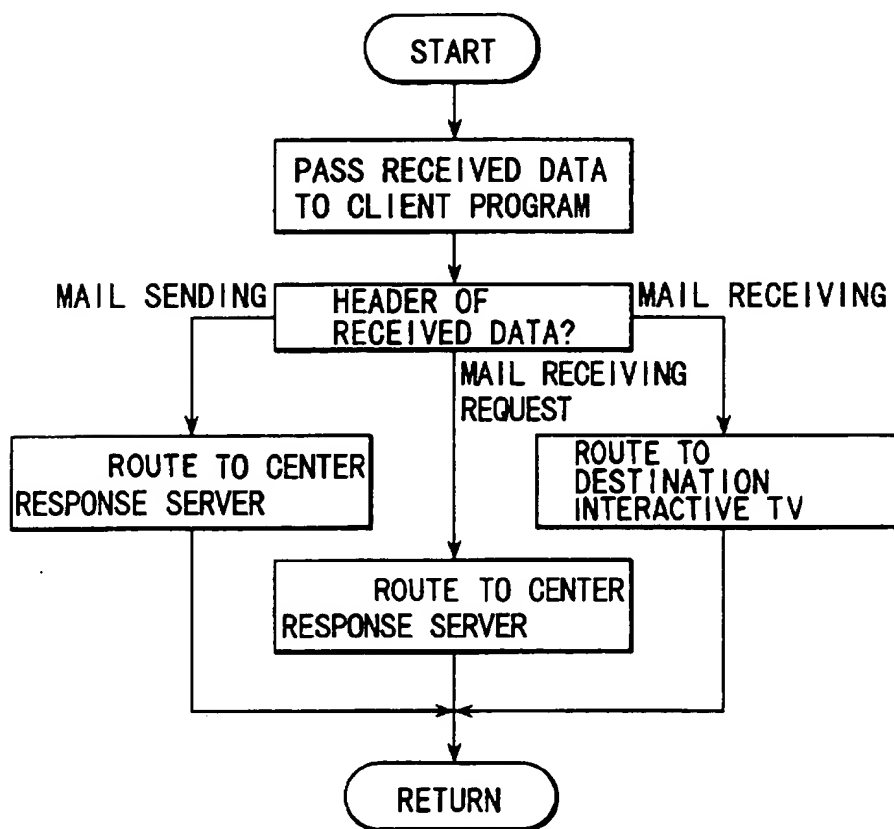 START
PASS RECEIVED DATA
TO CLIENT PROGRAM
MAIL SENDING
HEADER OF
RECEIVED DATA?
MAIL RECEIVING
MAIL RECEIVING
REQUEST
ROUTE TO CENTER
RESPONSE SERVER
ROUTE TO
DESTINATION
INTERACTIVE TV
ROUTE TO CENTER
RESPONSE SERVER
RETURN